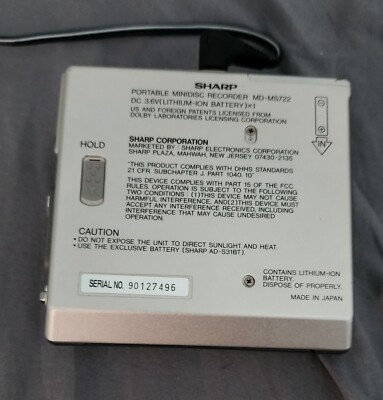 SHARP
PORTABLE MINIDISC RECORDER MD-MS722
DC 3.6V(LITHIUM-ION BATTERY)×1
US AND FOREIGN PATENTS LICENSED FROM
DOLBY LABORATORIES LICENSING CORPORATION
HOLD
IN
SHARP CORPORATION
MARKETED BY : SHARP ELECTRONICS CORPORATION
SHARP PLAZA, MAHWAH, NEW JERSEY 07430-2135
"THIS PRODUCT COMPLIES WITH DHHS STANDARDS
21 CFR. SUBCHAPTER J. PART 1040. 10"
THIS DEVICE COMPLIES WITH PART 15 OF THE FCC
RULES. OPERATION IS SUBJECT TO THE FOLLOWING
TWO CONDITIONS : (1)THIS DEVICE MAY NOT CAUSE
HARMFUL INTERFERENCE, AND(2)THIS DEVICE MUST
ACCEPT ANY INTERFERENCE RECEIVED, INCLUDING
INTERFERENCE THAT MAY CAUSE UNDESIRED
OPERATION.
CAUTION
• DO NOT EXPOSE THE UNIT TO DIRECT SUNLIGHT AND HEAT.
• USE THE EXCLUSIVE BATTERY (SHARP AD-S31BT).
CONTAINS LITHIUM-ION
BATTERY.
DISPOSE OF PROPERLY.
SERIAL NO. 90127496
MADE IN JAPAN